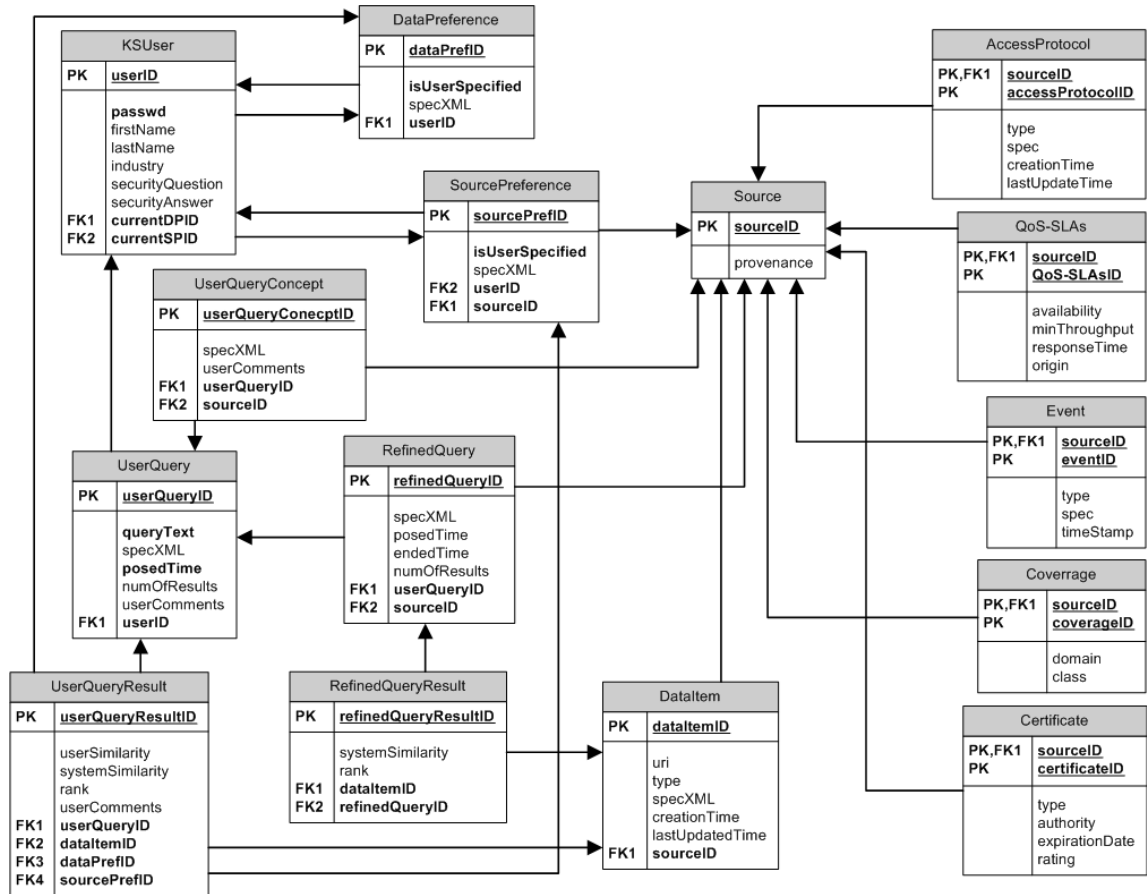 DataPreference
PK dataPrefID
isUserSpecified
specXML
FK1 userID
KSUser
PK userID
passwd
firstName
lastName
industry
securityQuestion
securityAnswer
FK1 currentDPID
FK2 currentSPID
AccessProtocol
PK,FK1 sourceID
PK accessProtocolID
type
spec
creationTime
lastUpdateTime
SourcePreference
PK sourcePrefID
isUserSpecified
specXML
FK2 userID
FK1 sourceID
Source
PK sourceID
provenance
QoS-SLAs
PK,FK1 sourceID
PK QoS-SLAsID
availability
minThroughput
responseTime
origin
UserQueryConcept
PK userQueryConecptID
specXML
userComments
FK1 userQueryID
FK2 sourceID
Event
PK,FK1 sourceID
PK eventID
type
spec
timeStamp
UserQuery
PK userQueryID
queryText
specXML
posedTime
numOfResults
userComments
FK1 userID
RefinedQuery
PK refinedQueryID
specXML
posedTime
endedTime
numOfResults
FK1 userQueryID
FK2 sourceID
Coverrage
PK,FK1 sourceID
PK coverageID
domain
class
UserQueryResult
PK userQueryResultID
userSimilarity
systemSimilarity
rank
userComments
FK1 userQueryID
FK2 dataItemID
FK3 dataPrefID
FK4 sourcePrefID
RefinedQueryResult
PK refinedQueryResultID
systemSimilarity
rank
FK1 dataItemID
FK2 refinedQueryID
DataItem
PK dataItemID
uri
type
specXML
creationTime
lastUpdatedTime
FK1 sourceID
Certificate
PK,FK1 sourceID
PK certificateID
type
authority
expirationDate
rating